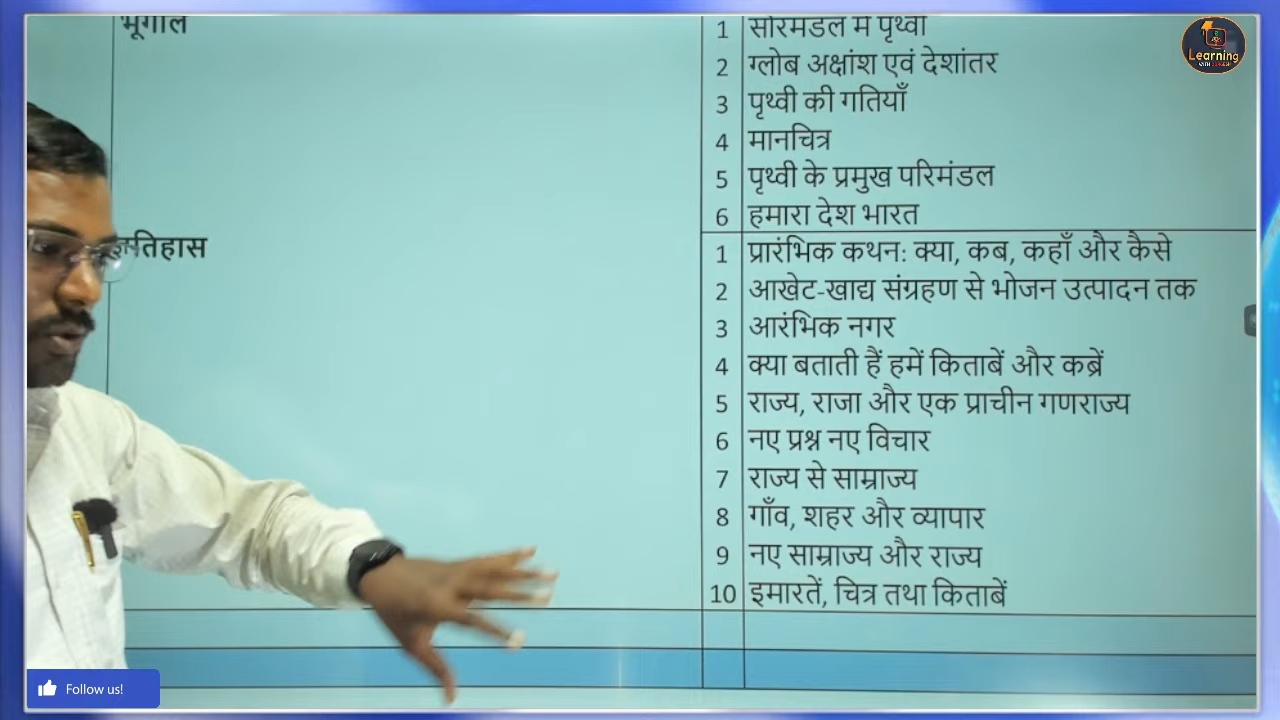 भूगोल
1 सौरमंडल में पृथ्वी
2 ग्लोब अक्षांश एवं देशांतर
3 पृथ्वी की गतियाँ
4 मानचित्र
5 पृथ्वी के प्रमुख परिमंडल
6 हमारा देश भारत
इतिहास
1 प्रारंभिक कथन: क्या, कब, कहाँ और कैसे
2 आखेट-खाद्य संग्रहण से भोजन उत्पादन तक
3 आरंभिक नगर
4 क्या बताती हैं हमें किताबें और कब्रें
5 राज्य, राजा और एक प्राचीन गणराज्य
6 नए प्रश्न नए विचार
7 राज्य से साम्राज्य
8 गाँव, शहर और व्यापार
9 नए साम्राज्य और राज्य
10 इमारतें, चित्र तथा किताबें
Learning
Follow us!